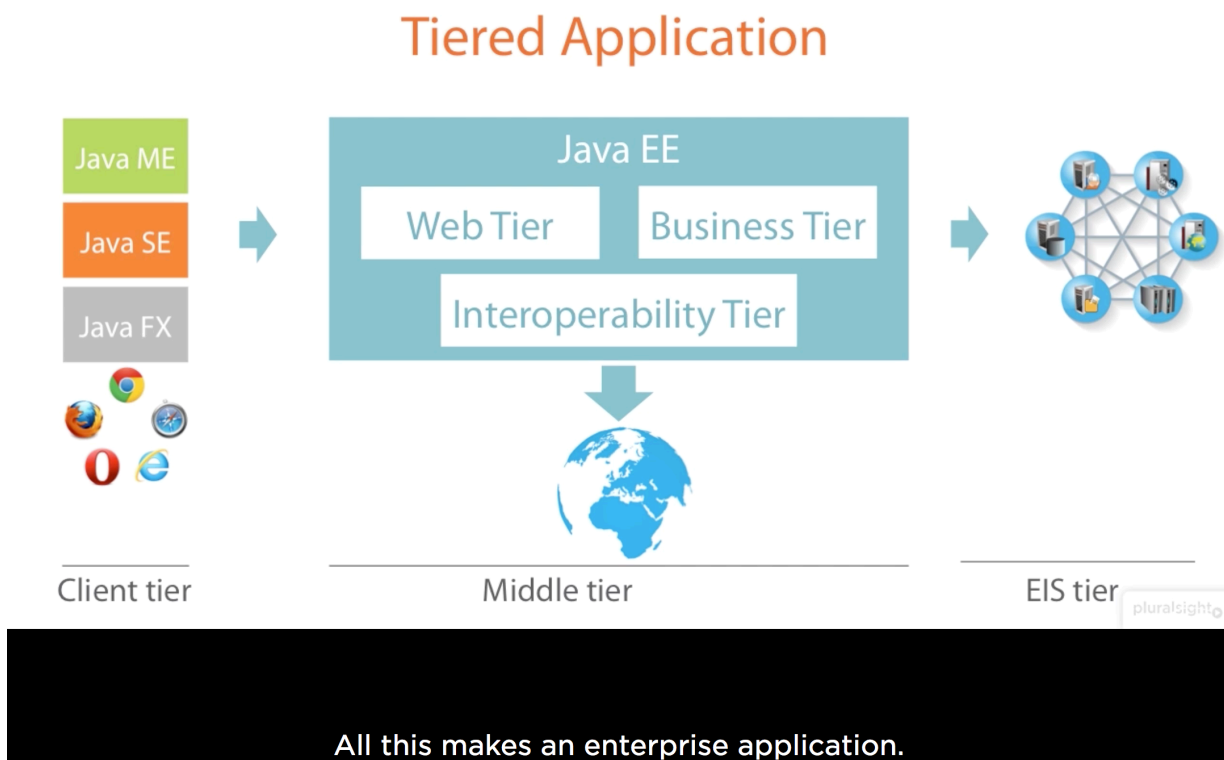 Tiered Application
Java ME
Java SE
Java FX
Java EE
Web Tier
Business Tier
Interoperability Tier
Client tier
Middle tier
EIS tier
pluralsight
All this makes an enterprise application.